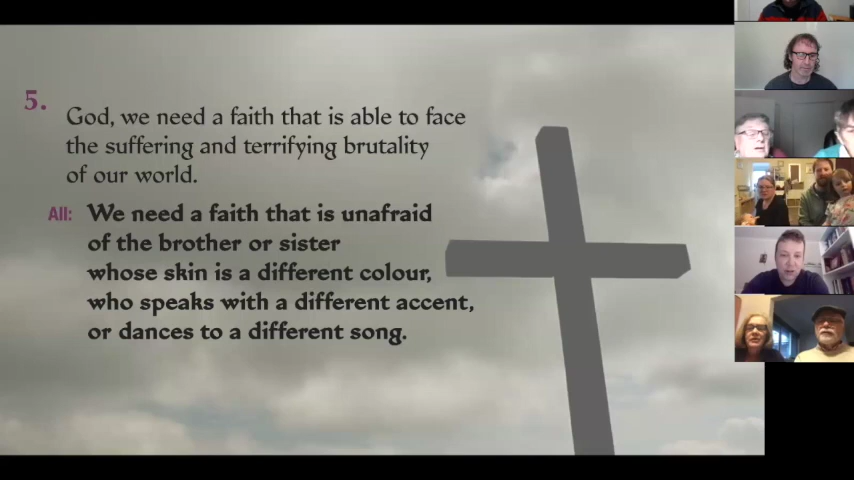 5.
God, we need a faith that is able to face
the suffering and terrifying brutality
of our world.
All: We need a faith that is unafraid
of the brother or sister
whose skin is a different colour,
who speaks with a different accent,
or dances to a different song.